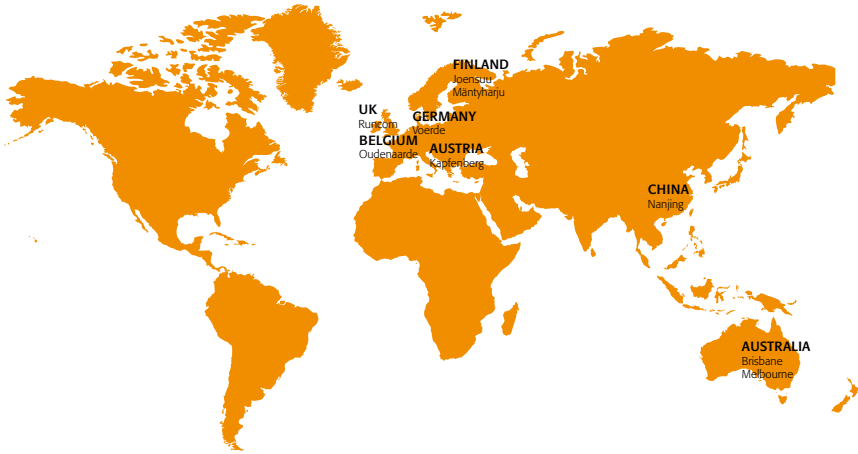 FINLAND
Joensuu
Mäntyharju
UK
Runcorn
GERMANY
Voerde
BELGIUM
Oudenaarde
AUSTRIA
Kapfenberg
CHINA
Nanjing
AUSTRALIA
Brisbane
Melbourne